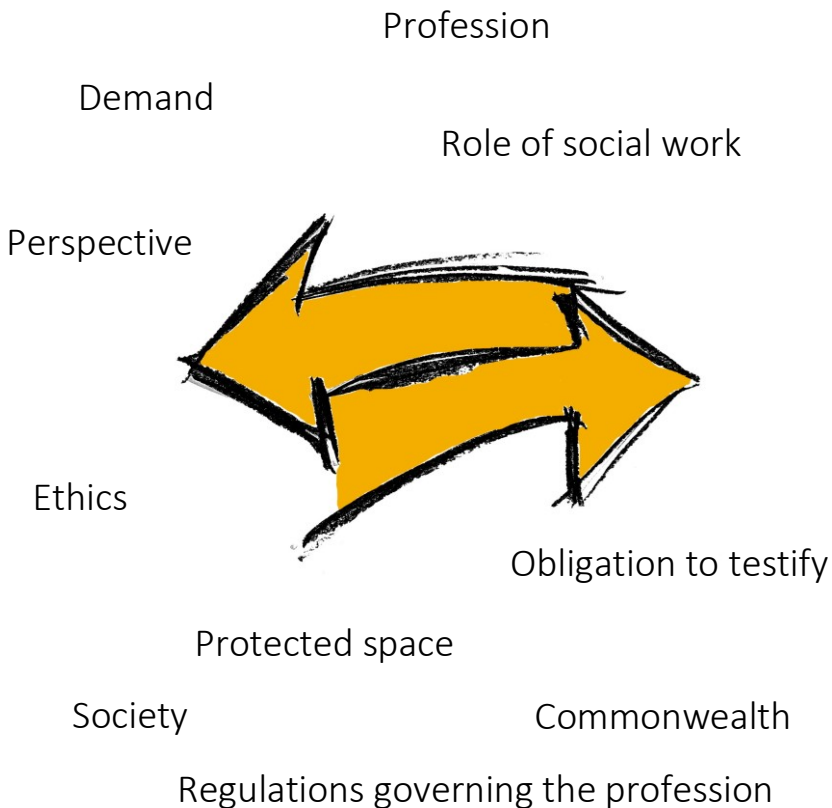 Profession
Demand
Role of social work
Perspective
Ethics
Obligation to testify
Protected space
Society
Commonwealth
Regulations governing the profession